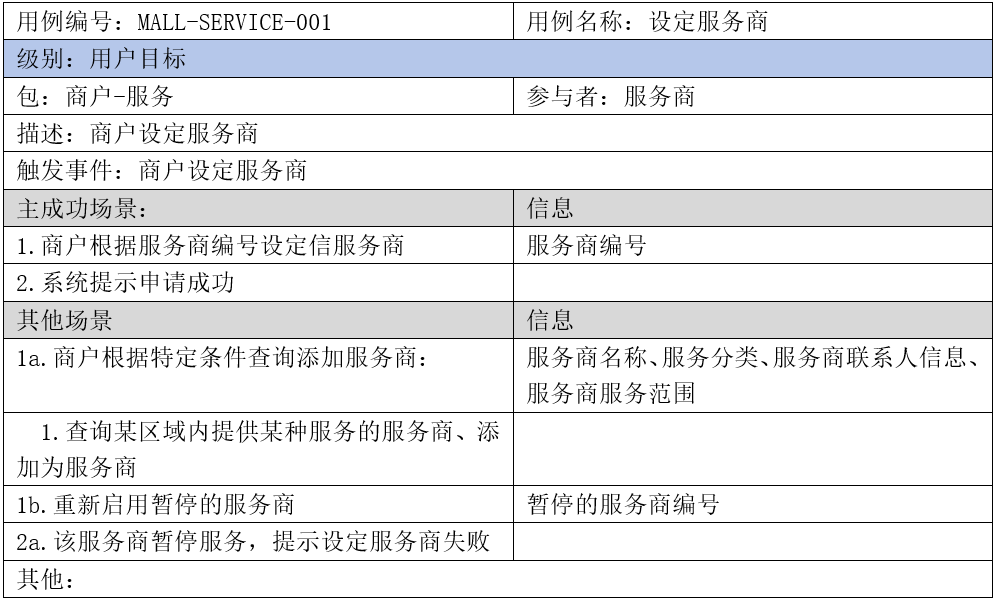 用例编号：MALL-SERVICE-001
用例名称：设定服务商
级别：用户目标
包：商户-服务
参与者：服务商
描述：商户设定服务商
触发事件：商户设定服务商
主成功场景：
信息
1.商户根据服务商编号设定信服务商
服务商编号
2.系统提示申请成功
其他场景
信息
1a.商户根据特定条件查询添加服务商：
服务商名称、服务分类、服务商联系人信息、
服务商服务范围
1.查询某区域内提供某种服务的服务商、添
加为服务商
1b.重新启用暂停的服务商
暂停的服务商编号
2a.该服务商暂停服务，提示设定服务商失败
其他：